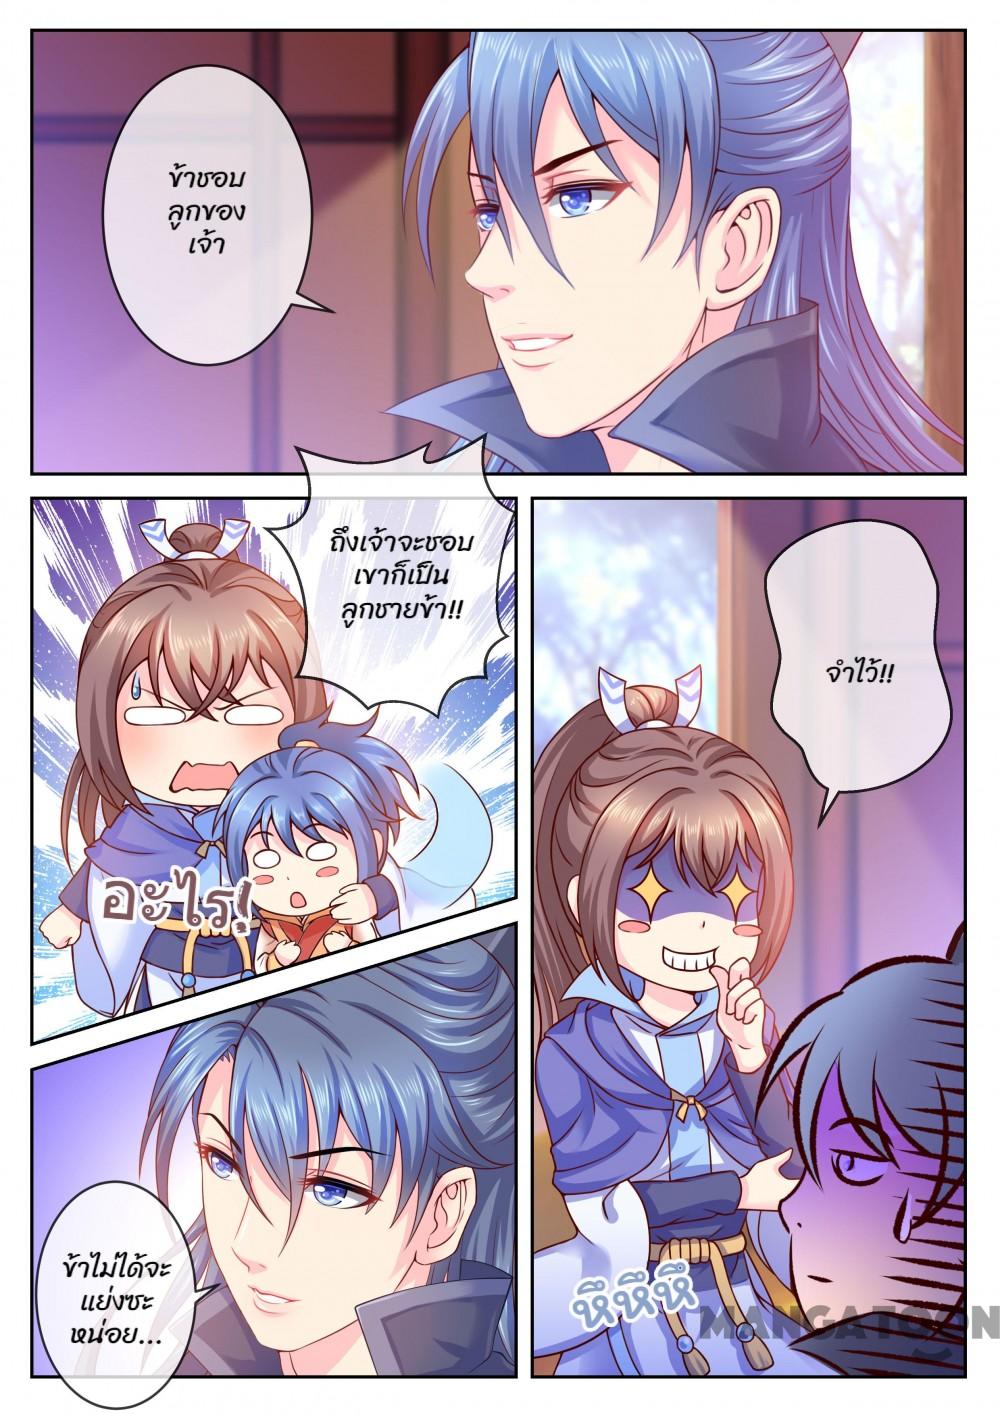 ข้าชอบ
ลูกของ
เจ้า
ถึงเจ้าจะชอบ
เขาก็เป็น
ลูกชายข้า!!
อะไร!
จำไว้!!
หึหึหึ
ข้าไม่ได้จะ
แย่งซะ
หน่อย...
MANGATOON